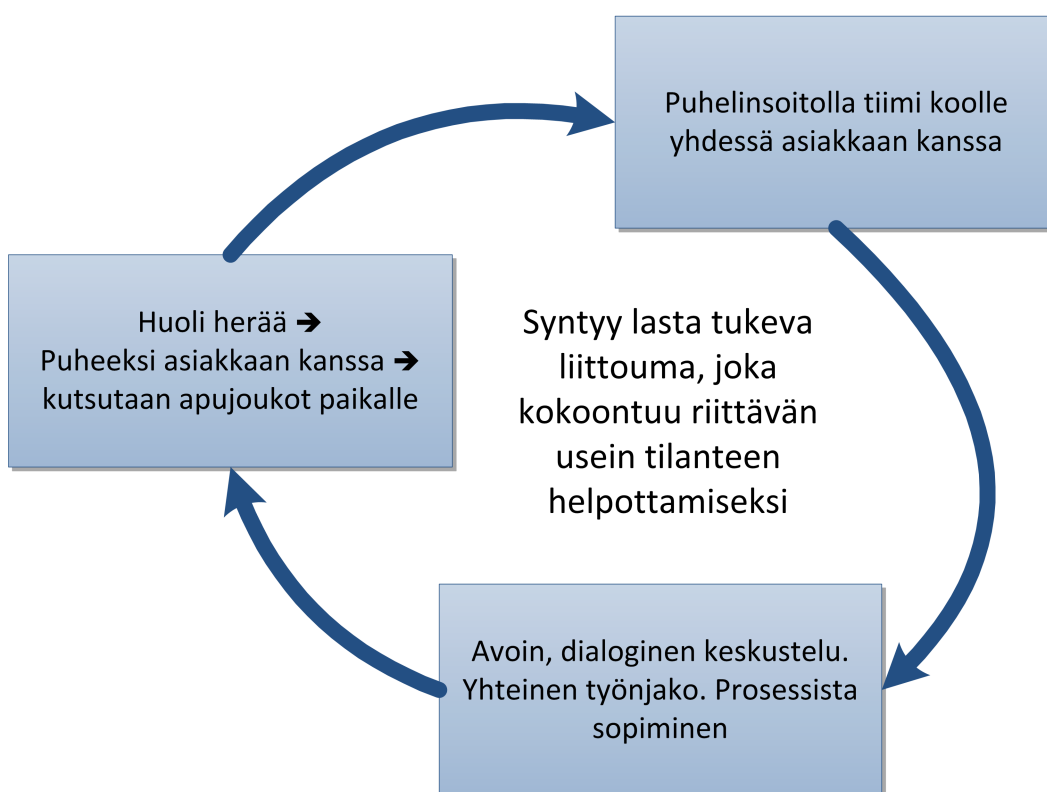 Puhelinsoitolla tiimi koolle
yhdessä asiakkaan kanssa
Huoli herää ➔
Puheeksi asiakkaan kanssa ➔
kutsutaan apujoukot paikalle
Syntyy lasta tukeva
liittouma, joka
kokoontuu riittävän
usein tilanteen
helpottamiseksi
Avoin, dialoginen keskustelu.
Yhteinen työnjako. Prosessista
sopiminen